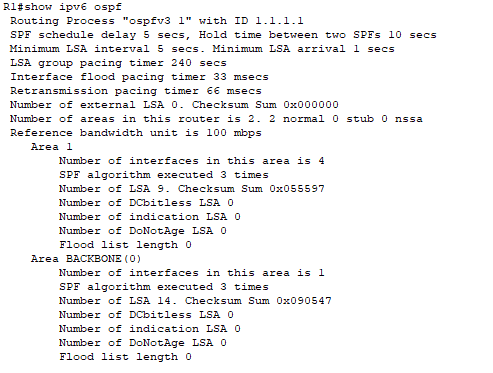 R1#show ipv6 ospf
Routing Process "ospfv3 1" with ID 1.1.1.1
SPF schedule delay 5 secs, Hold time between two SPFs 10 secs
Minimum LSA interval 5 secs. Minimum LSA arrival 1 secs
LSA group pacing timer 240 secs
Interface flood pacing timer 33 msecs
Retransmission pacing timer 66 msecs
Number of external LSA 0. Checksum Sum 0x000000
Number of areas in this router is 2. 2 normal 0 stub 0 nssa
Reference bandwidth unit is 100 mbps
Area 1
Number of interfaces in this area is 4
SPF algorithm executed 3 times
Number of LSA 9. Checksum Sum 0x055597
Number of DCbitless LSA 0
Number of indication LSA 0
Number of DoNotAge LSA 0
Flood list length 0
Area BACKBONE(0)
Number of interfaces in this area is 1
SPF algorithm executed 3 times
Number of LSA 14. Checksum Sum 0x090547
Number of DCbitless LSA 0
Number of indication LSA 0
Number of DoNotAge LSA 0
Flood list length 0